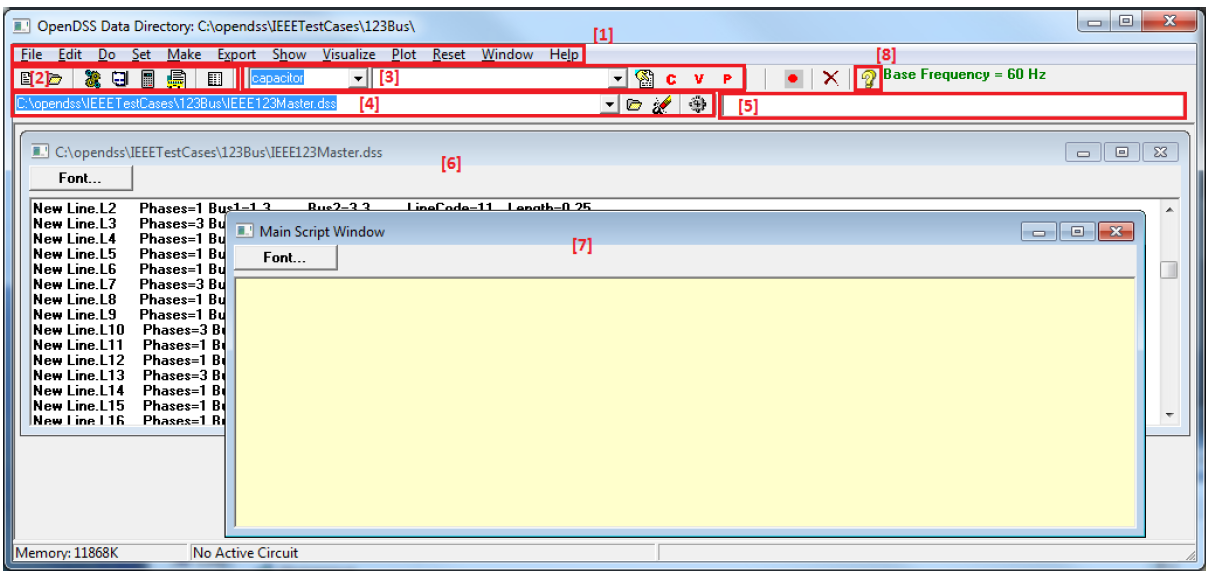 OpenDSS Data Directory: C:\opendss\IEEETestCases\123Bus\
[1]
File Edit Do Set Make Export Show Visualize Plot Reset Window Help
[8]
[2] capacitor [3] C V P Base Frequency = 60 Hz
C:\opendss\IEEETestCases\123Bus\IEEE123Master.dss [4] [5]
C:\opendss\IEEETestCases\123Bus\IEEE123Master.dss
[6]
Font...
New Line.L2 Phases=1 Bus1=1.3 Bus2=3.3 LineCode=11 Length=0.25
New Line.L3 Phases=3 Bu
New Line.L4 Phases=1 Bu
New Line.L5 Phases=1 Bu
New Line.L6 Phases=1 Bu
New Line.L7 Phases=3 Bu
New Line.L8 Phases=1 Bu
New Line.L9 Phases=1 Bu
New Line.L10 Phases=3 Bu
New Line.L11 Phases=1 Bu
New Line.L12 Phases=1 Bu
New Line.L13 Phases=3 Bu
New Line.L14 Phases=1 Bu
New Line.L15 Phases=1 Bu
New Line.L16 Phases=1 Bu
Main Script Window
[7]
Font...
Memory: 11868K No Active Circuit